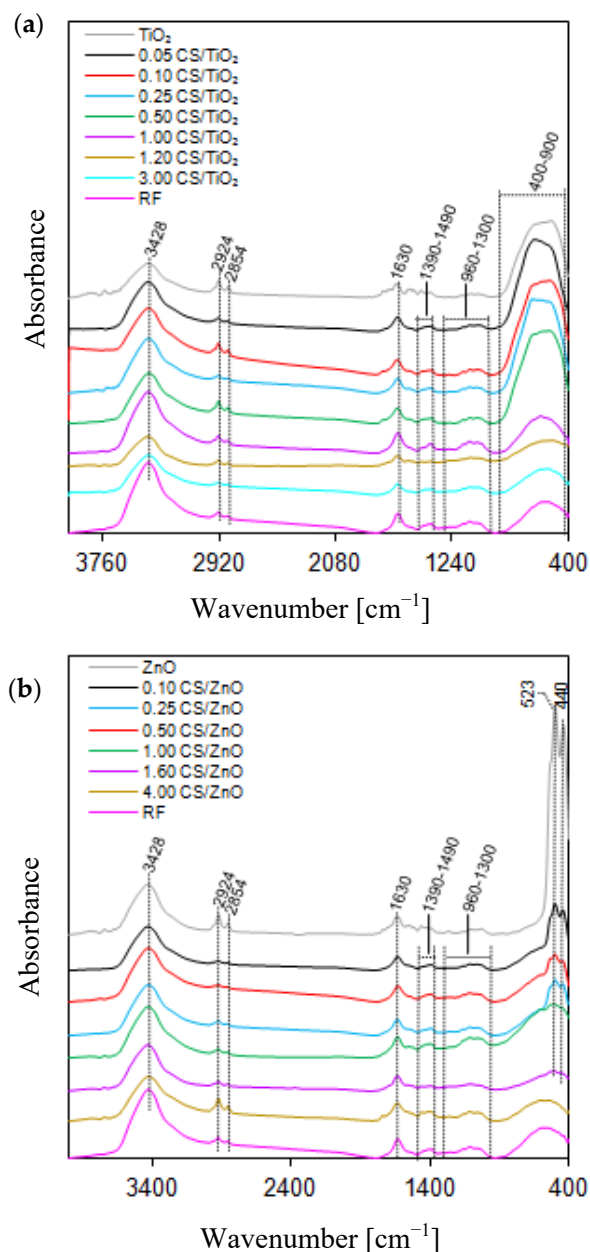 (a)
TiO₂
0.05 CS/TiO₂
0.10 CS/TiO₂
0.25 CS/TiO₂
0.50 CS/TiO₂
1.00 CS/TiO₂
1.20 CS/TiO₂
3.00 CS/TiO₂
RF
3428
2924
2854
1630
1390-1490
960-1300
400-900
Absorbance
3760 2920 2080 1240 400
Wavenumber [cm⁻¹]
(b)
ZnO
0.10 CS/ZnO
0.25 CS/ZnO
0.50 CS/ZnO
1.00 CS/ZnO
1.60 CS/ZnO
4.00 CS/ZnO
RF
523
440
3428
2924
2854
1630
1390-1490
960-1300
Absorbance
3400 2400 1400 400
Wavenumber [cm⁻¹]